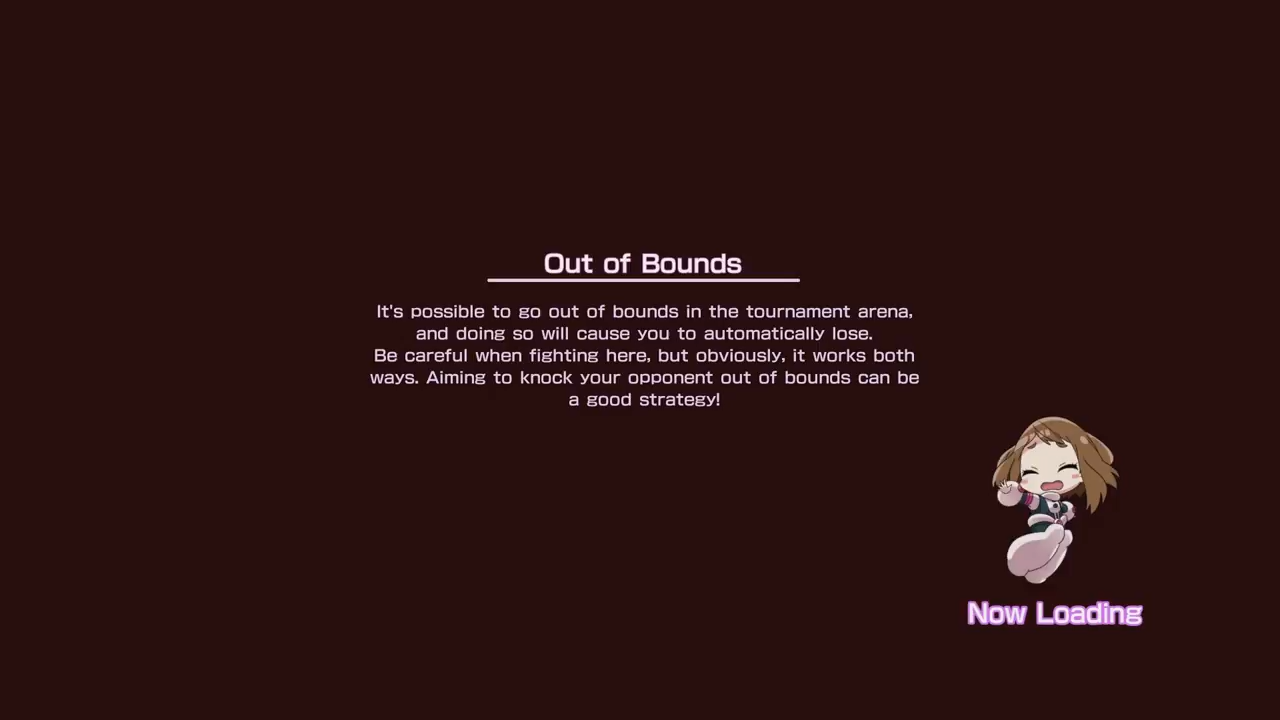 Out of Bounds
It's possible to go out of bounds in the tournament arena,
and doing so will cause you to automatically lose.
Be careful when fighting here, but obviously, it works both
ways. Aiming to knock your opponent out of bounds can be
a good strategy!
Now Loading